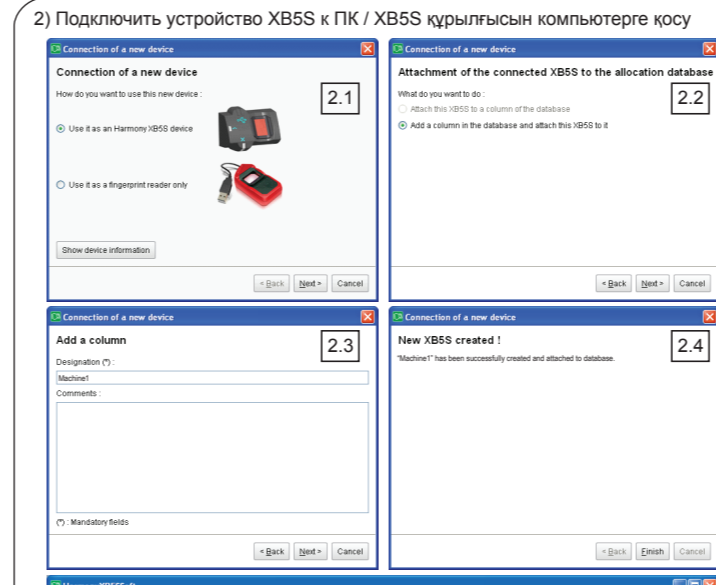 2) Подключить устройство XB5S к ПК / XB5S құрылғысын компьютерге қосу
Connection of a new device
Connection of a new device
How do you want to use this new device :
2.1
Use it as an Harmony XB5S device
Use it as a fingerprint reader only
Show device information
< Back
Next >
Cancel
Connection of a new device
Attachment of the connected XB5S to the allocation database
What do you want to do :
2.2
Attach this XB5S to a column of the database
Add a column in the database and attach this XB5S to it
< Back
Next >
Cancel
Connection of a new device
Add a column
2.3
Designation (*) :
Machine1
Comments :
(*) : Mandatory fields
< Back
Next >
Cancel
Connection of a new device
New XB5S created !
2.4
"Machine1" has been successfully created and attached to database.
< Back
Finish
Cancel